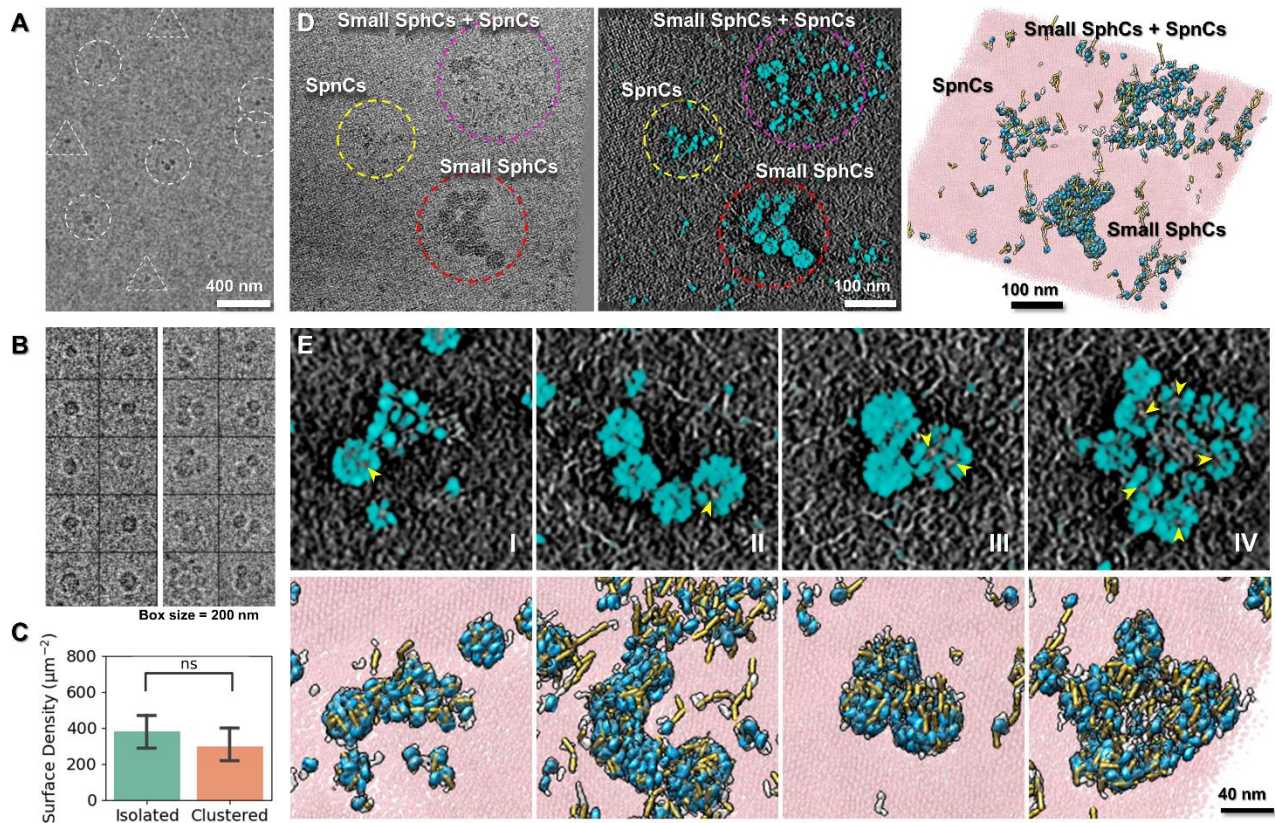 A
400 nm
D
Small SphCs + SpnCs
SpnCs
Small SphCs
Small SphCs + SpnCs
SpnCs
Small SphCs
100 nm
Small SphCs + SpnCs
SpnCs
Small SphCs
100 nm
B
Box size = 200 nm
C
Surface Density (μm⁻²)
800
600
400
200
0
ns
Isolated
Clustered
E
I
II
III
IV
40 nm